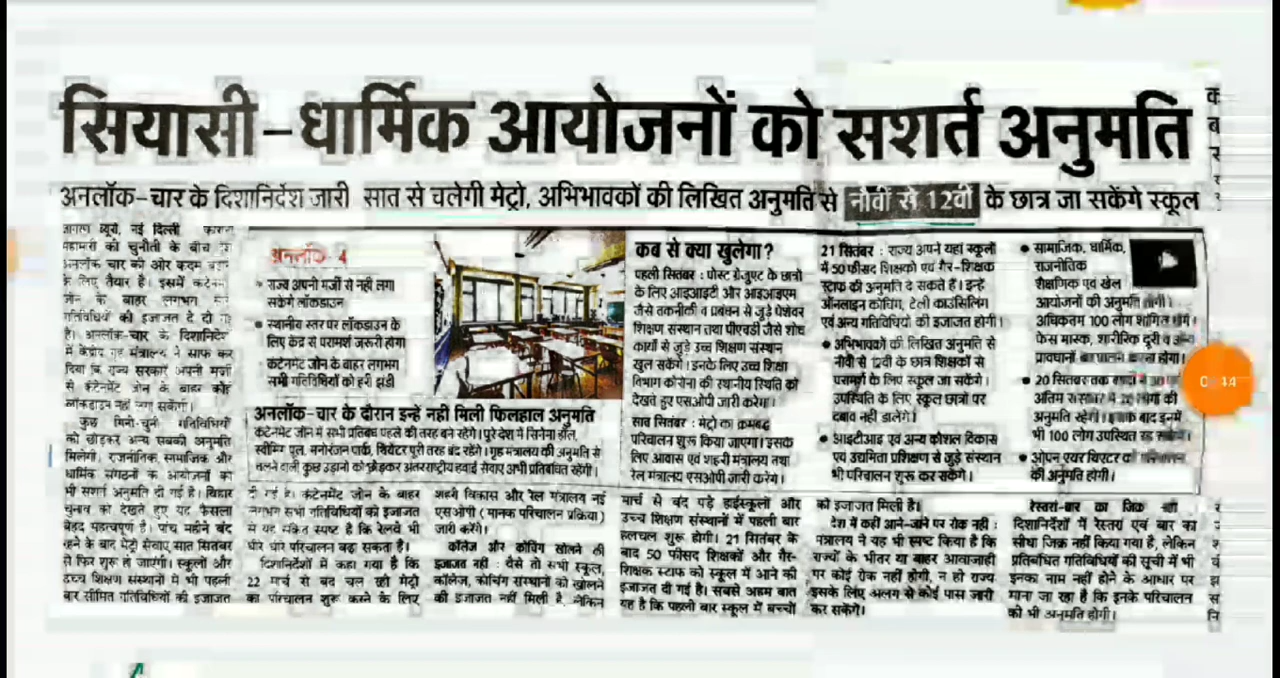 सियासी-धार्मिक आयोजनों को सशर्त अनुमति
अनलॉक-चार के दिशानिर्देश जारी सात से चलेगी मेट्रो, अभिभावकों की लिखित अनुमति से नौवीं से 12वीं के छात्र जा सकेंगे स्कूल
जागरण ब्यूरो, नई दिल्ली
महामारी की चुनौती के बीच
अनलॉक चार की ओर कदम
के लिए तैयार है। इसमें
जोन के बाहर लगभग
गतिविधियों की इजाजत दे दी गई
है। अनलॉक-चार के दिशानिर्देश
में केंद्रीय गृह मंत्रालय ने साफ कर
दिया कि राज्य सरकारें अपनी मर्जी
से कंटेनमेंट जोन के बाहर कोई
लॉकडाउन नहीं लगा सकेंगी।
कुछ गिनी-चुनी गतिविधियों
को छोड़कर अन्य सबकी अनुमति
मिलेगी। राजनीतिक, सामाजिक और
धार्मिक संगठनों के आयोजनों को
भी सशर्त अनुमति दी गई है। बिहार
चुनाव को देखते हुए यह फैसला
बेहद महत्वपूर्ण है। पांच महीने बंद
रहने के बाद मेट्रो सेवाएं सात सितंबर
से फिर शुरू हो जाएंगी। स्कूलों और
उच्च शिक्षण संस्थानों में भी पहली
बार सीमित गतिविधियों की इजाजत
अनलॉक- 4
राज्य अपनी मर्जी से नहीं लगा
सकेंगे लॉकडाउन
● स्थानीय स्तर पर लॉकडाउन के
लिए केंद्र से परामर्श जरूरी होगा
कंटेनमेंट जोन के बाहर लगभग
सभी गतिविधियों को हरी झंडी
अनलॉक-चार के दौरान इन्हें नहीं मिली फिलहाल अनुमति
कंटेनमेंट जोन में सभी प्रतिबंध पहले की तरह बने रहेंगे। पूरे देश में सिनेमा हॉल,
स्वीमिंग पूल, मनोरंजन पार्क, थियेटर पूरी तरह बंद रहेंगे। गृह मंत्रालय की अनुमति से
चलने वाली कुछ उड़ानों को छोड़कर अंतरराष्ट्रीय हवाई सेवाएं अभी प्रतिबंधित रहेंगी।
दी गई है। कंटेनमेंट जोन के बाहर
लगभग सभी गतिविधियों को इजाजत
से यह संकेत स्पष्ट है कि रेलवे भी
धीरे धीरे परिचालन बढ़ा सकता है।
दिशानिर्देशों में कहा गया है कि
22 मार्च से बंद चल रही मेट्रो
का परिचालन शुरू करने के लिए
शहरी विकास और रेल मंत्रालय नई
एसओपी (मानक परिचालन प्रक्रिया)
जारी करेंगे।
कॉलेज और कोचिंग खोलने की
इजाजत नहीं : वैसे तो सभी स्कूल,
कॉलेज, कोचिंग संस्थानों को खोलने
की इजाजत नहीं मिली है, लेकिन
कब से क्या खुलेगा?
पहली सितंबर : पोस्ट ग्रेजुएट के छात्रों
के लिए आइआइटी और आइआइएम
जैसे तकनीकी व प्रबंधन से जुड़े पेशेवर
शिक्षण संस्थान तथा पीएचडी जैसे शोध
कार्यों से जुड़े उच्च शिक्षण संस्थान
खुल सकेंगे। इनके लिए उच्च शिक्षा
विभाग कोरोना की स्थानीय स्थिति को
देखते हुए एसओपी जारी करेगा।
सात सितंबर : मेट्रो का क्रमबद्ध
परिचालन शुरू किया जाएगा। इसके
लिए आवास एवं शहरी मंत्रालय तथा
रेल मंत्रालय एसओपी जारी करेंगे।
21 सितंबर : राज्य अपने यहां स्कूलों
में 50 फीसद शिक्षकों एवं गैर-शिक्षक
स्टाफ की अनुमति दे सकते हैं। इन्हें
ऑनलाइन कोचिंग, टेली काउंसिलिंग
एवं अन्य गतिविधियों की इजाजत होगी।
● अभिभावकों की लिखित अनुमति से
नौवीं से 12वीं के छात्र शिक्षकों से
परामर्श के लिए स्कूल जा सकेंगे।
उपस्थिति के लिए स्कूल छात्रों पर
दबाव नहीं डालेंगे।
● आइटीआइ एवं अन्य कौशल विकास
एवं उद्यमिता प्रशिक्षण से जुड़े संस्थान
भी परिचालन शुरू कर सकेंगे।
● सामाजिक, धार्मिक,
राजनीतिक
शैक्षणिक एवं खेल
आयोजनों की अनुमति होगी।
अधिकतम 100 लोग शामिल होंगे।
फेस मास्क, शारीरिक दूरी व अन्य
प्रावधानों का पालन करना होगा।
● 20 सितंबर तक
अंतिम संस्कार में 20 लोगों की
अनुमति रहेगी। इसके बाद इनमें
भी 100 लोग उपस्थित रह सकेंगे।
● ओपन एयर थिएटर को परिचालन
की अनुमति होगी।
मार्च से बंद पड़े हाईस्कूलों और
उच्च शिक्षण संस्थानों में पहली बार
हलचल शुरू होगी। 21 सितंबर के
बाद 50 फीसद शिक्षकों और गैर-
शिक्षक स्टाफ को स्कूल में आने की
इजाजत दी गई है। सबसे अहम बात
यह है कि पहली बार स्कूल में बच्चों
को इजाजत मिली है।
देश में कहीं आने-जाने पर रोक नहीं :
मंत्रालय ने यह भी स्पष्ट किया है कि
राज्यों के भीतर या बाहर आवाजाही
पर कोई रोक नहीं होगी, न ही राज्य
इसके लिए अलग से कोई पास जारी
कर सकेंगे।
रेस्तरां-बार का जिक्र नहीं
दिशानिर्देशों में रेस्तरां एवं बार का
सीधा जिक्र नहीं किया गया है, लेकिन
प्रतिबंधित गतिविधियों की सूची में भी
इनका नाम नहीं होने के आधार पर
माना जा रहा है कि इनके परिचालन
को भी अनुमति होगी।